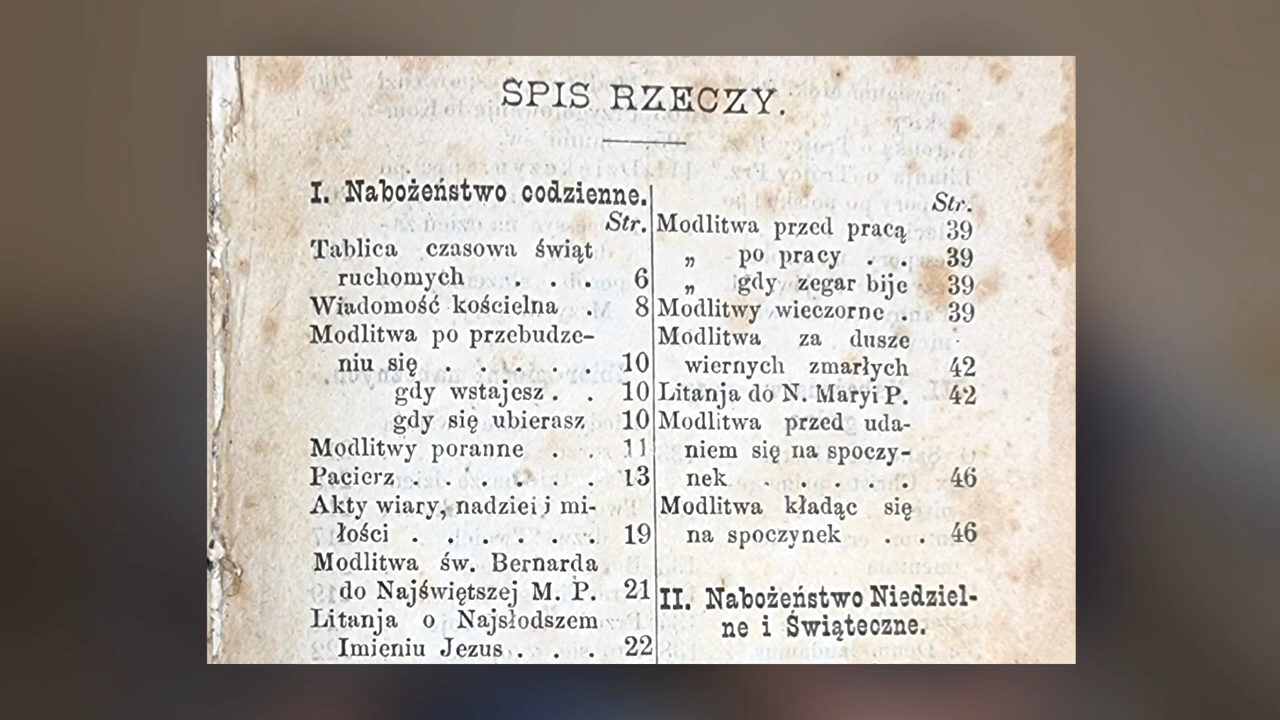 SPIS RZECZY.
I. Nabożeństwo codzienne.
Str.
Tablica czasowa świąt
ruchomych . . . 6
Wiadomość kościelna . 8
Modlitwa po przebudze-
niu się . . . . . 10
gdy wstajesz . . 10
gdy się ubierasz 10
Modlitwy poranne . 11
Pacierz . . . . . 13
Akty wiary, nadziei i mi-
łości . . . . . 19
Modlitwa św. Bernarda
do Najświętszej M. P. 21
Litanja o Najsłodszem
Imieniu Jezus . . . 22
Str.
Modlitwa przed pracą 39
„ po pracy . . 39
„ gdy zegar bije 39
Modlitwy wieczorne . 39
Modlitwa za dusze
wiernych zmarłych 42
Litanja do N. Maryi P. 42
Modlitwa przed uda-
niem się na spoczy-
nek . . . . . 46
Modlitwa kładąc się
na spoczynek . . 46
II. Nabożeństwo Niedziel-
ne i Świąteczne.